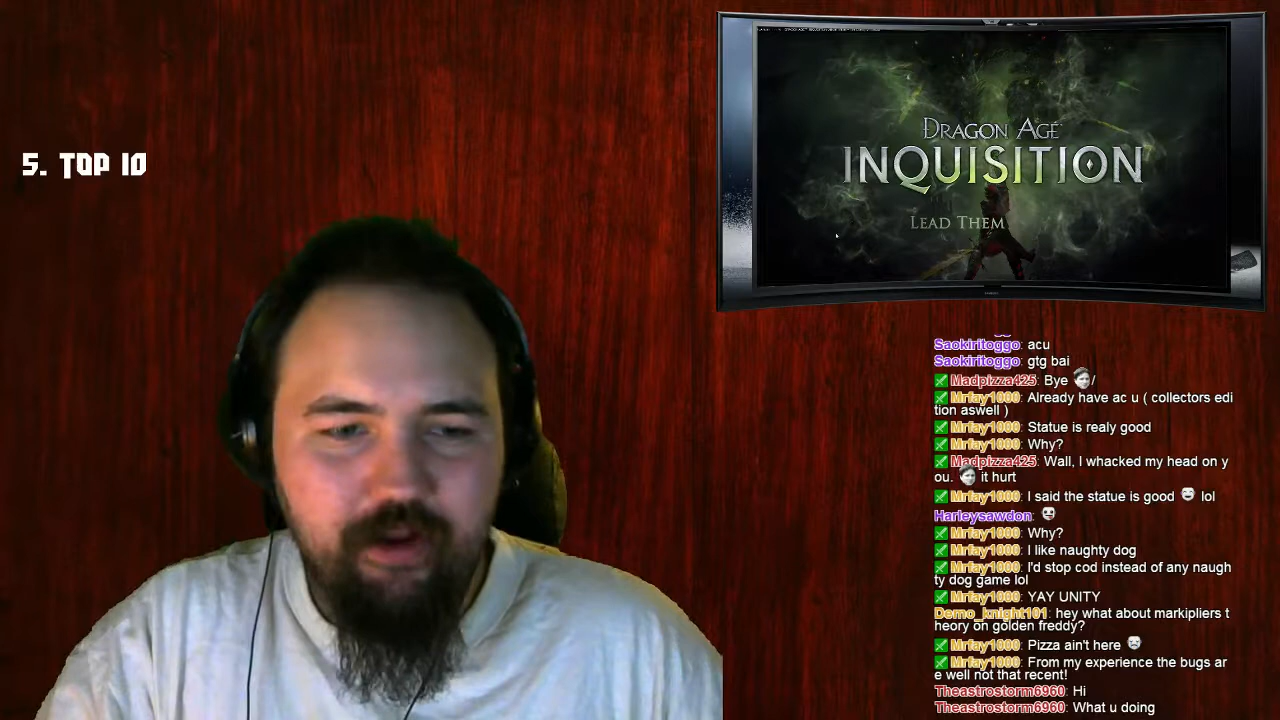 5. TOP 10
DRAGON AGE
INQUISITION
LEAD THEM
Saokiritoggo: acu
Saokiritoggo: gtg bai
Madpizza425: Bye /
Mrfay1000: Already have ac u ( collectors edi
tion aswell )
Mrfay1000: Statue is realy good
Mrfay1000: Why?
Madpizza425: Wall, I whacked my head on y
ou. it hurt
Mrfay1000: I said the statue is good lol
Harleysawdon:
Mrfay1000: Why?
Mrfay1000: I like naughty dog
Mrfay1000: I'd stop cod instead of any naugh
ty dog game lol
Mrfay1000: YAY UNITY
Demo_knight101: hey what about markipliers t
heory on golden freddy?
Mrfay1000: Pizza ain't here
Mrfay1000: From my experience the bugs ar
e well not that recent!
Theastrostorm6960: Hi
Theastrostorm6960: What u doing